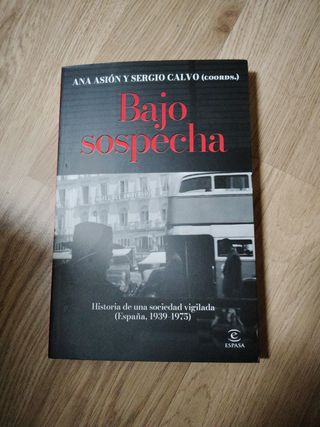 ANA ASIÓN Y SERGIO CALVO (COORDS.)
Bajo
sospecha
Historia de una sociedad vigilada
(España, 1939-1975)
e
ESPASA